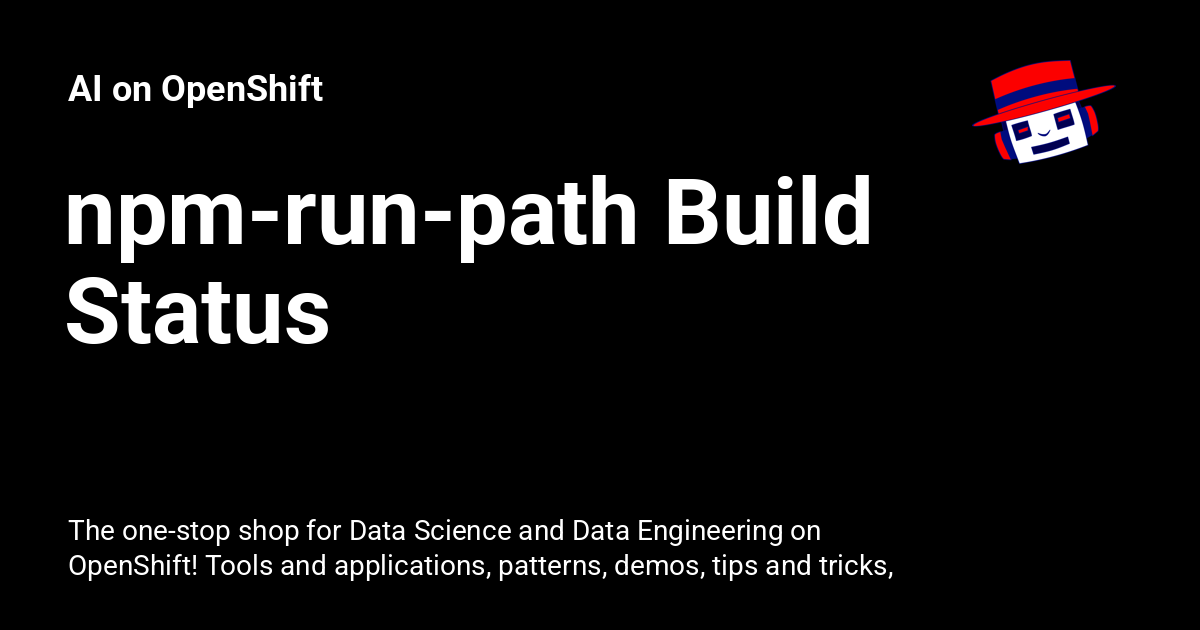 AI on OpenShift
npm-run-path Build
Status
The one-stop shop for Data Science and Data Engineering on
OpenShift! Tools and applications, patterns, demos, tips and tricks,